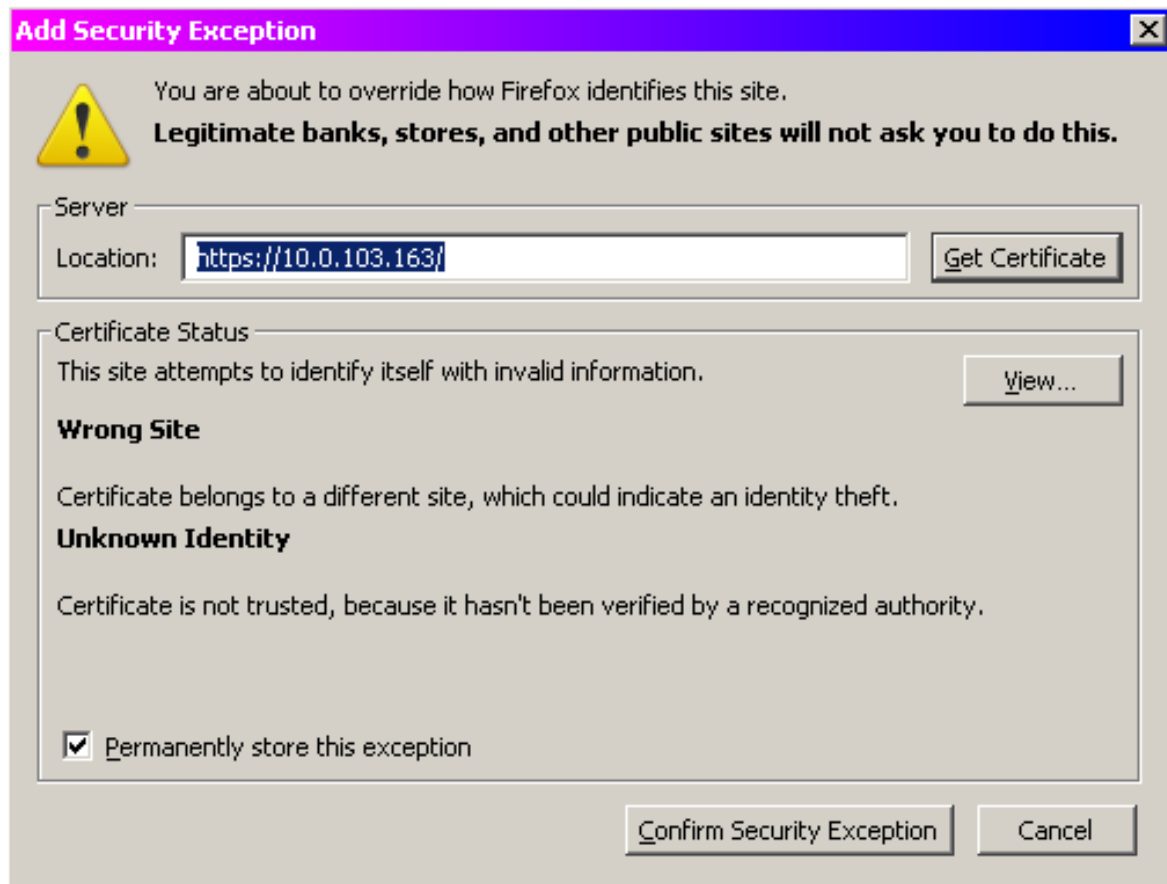 Add Security Exception
You are about to override how Firefox identifies this site.
Legitimate banks, stores, and other public sites will not ask you to do this.
Server
Location: https://10.0.103.163/ Get Certificate
Certificate Status
This site attempts to identify itself with invalid information.
View...
Wrong Site
Certificate belongs to a different site, which could indicate an identity theft.
Unknown Identity
Certificate is not trusted, because it hasn't been verified by a recognized authority.
Permanently store this exception
Confirm Security Exception Cancel